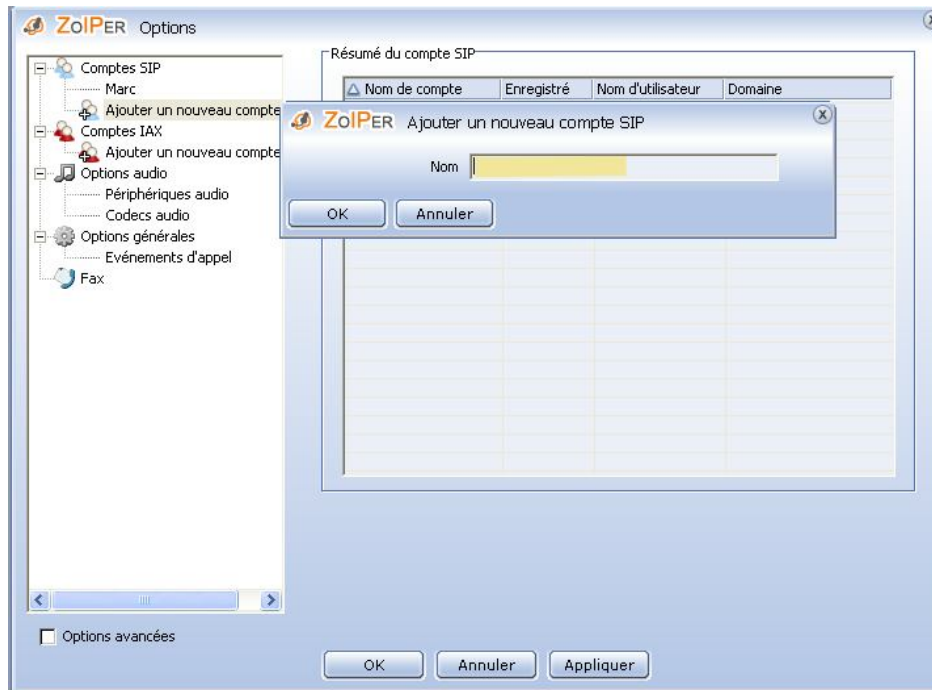 ZOIPER Options
Comptes SIP
Marc
Ajouter un nouveau compte
Comptes IAX
Ajouter un nouveau compte
Options audio
Périphériques audio
Codecs audio
Options générales
Evénements d'appel
Fax
Options avancées
Résumé du compte SIP
Nom de compte Enregistré Nom d'utilisateur Domaine
ZOIPER Ajouter un nouveau compte SIP
Nom
OK Annuler
OK Annuler Appliquer